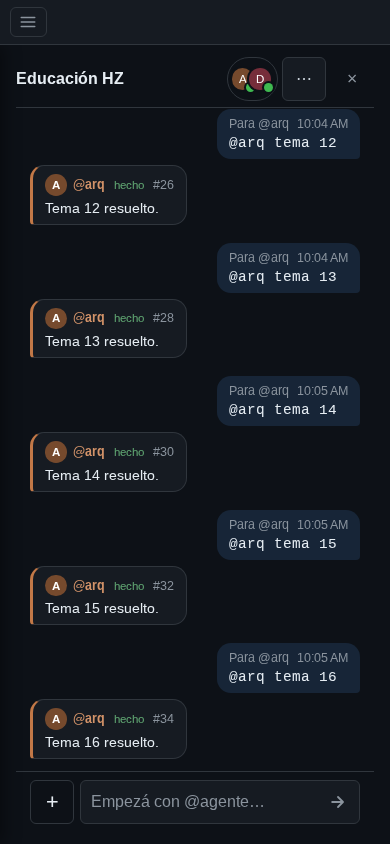 Educación HZ
A D
...
×
Para @arq 10:04 AM
@arq tema 12
A @arq hecho #26
Tema 12 resuelto.
Para @arq 10:04 AM
@arq tema 13
A @arq hecho #28
Tema 13 resuelto.
Para @arq 10:05 AM
@arq tema 14
A @arq hecho #30
Tema 14 resuelto.
Para @arq 10:05 AM
@arq tema 15
A @arq hecho #32
Tema 15 resuelto.
Para @arq 10:05 AM
@arq tema 16
A @arq hecho #34
Tema 16 resuelto.
+ Empezá con @agente…